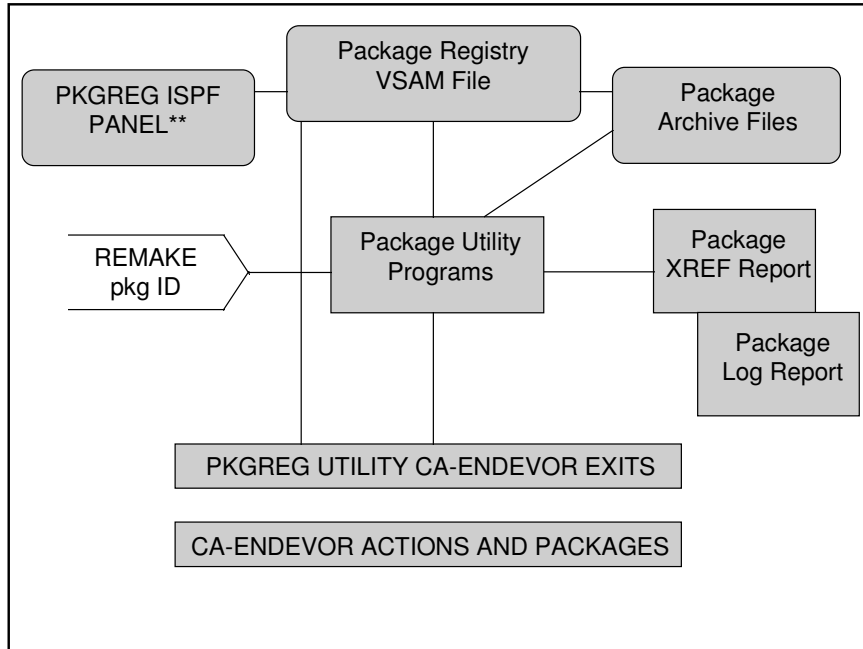 Package Registry
VSAM File
PKGREG ISPF
PANEL**
Package
Archive Files
REMAKE
pkg ID
Package Utility
Programs
Package
XREF Report
Package
Log Report
PKGREG UTILITY CA-ENDEVOR EXITS
CA-ENDEVOR ACTIONS AND PACKAGES